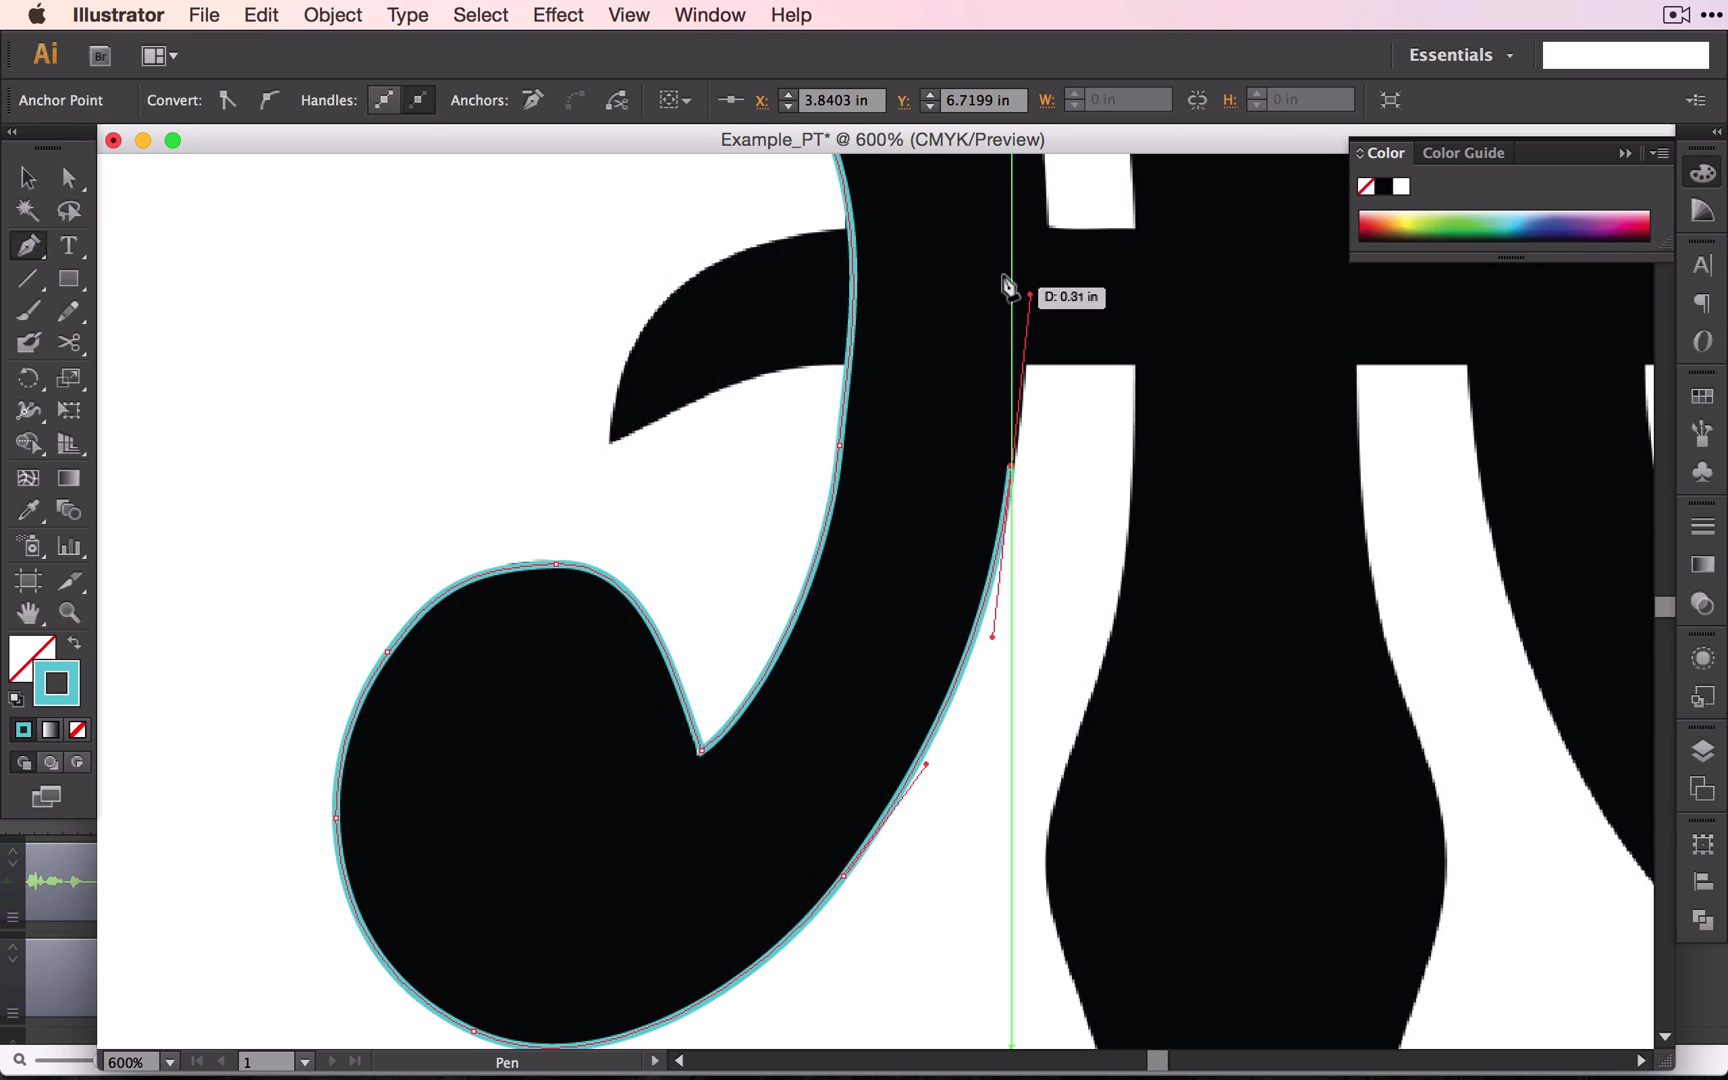 Illustrator File Edit Object Type Select Effect View Window Help
Ai Br Essentials
Anchor Point Convert: Handles: Anchors: X: 3.8403 in Y: 6.7199 in W: 0 in H: 0 in
Example_PT* @ 600% (CMYK/Preview)
Color Color Guide
T
A
O
D: 0.31 in
600% 1 Pen